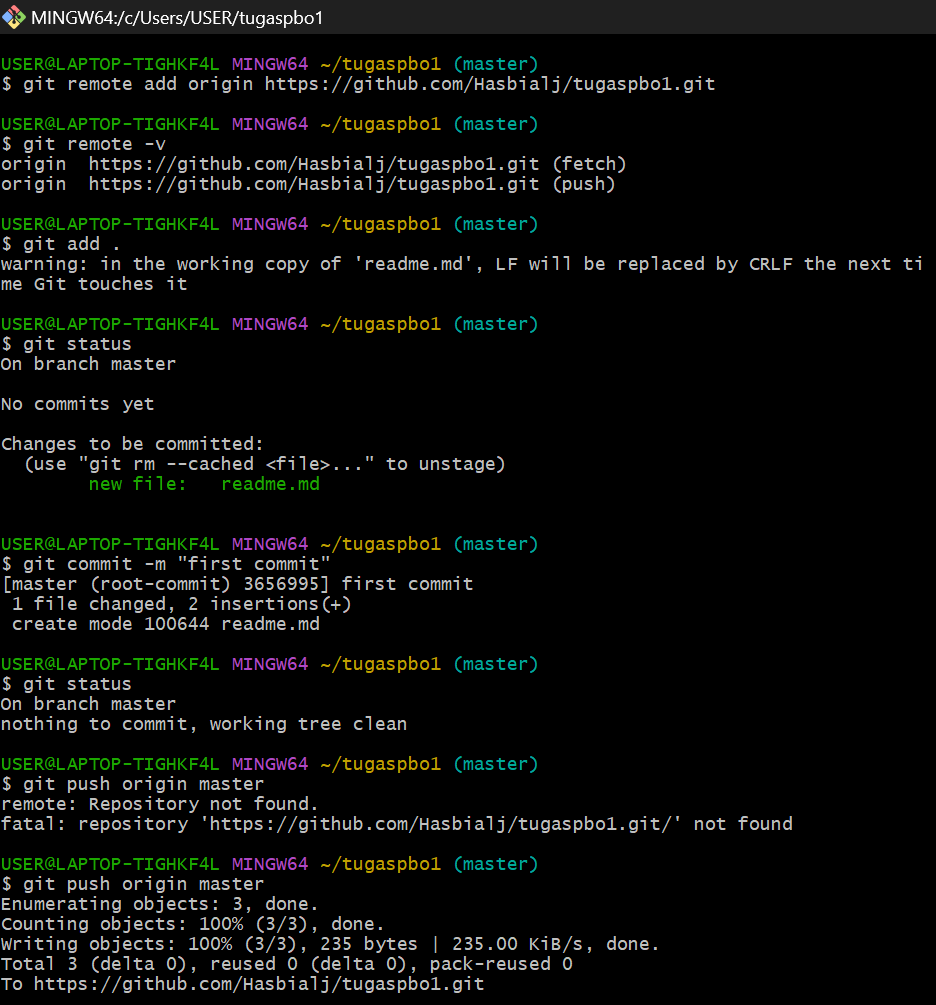 MINGW64:/c/Users/USER/tugaspbo1
USER@LAPTOP-TIGHKF4L MINGW64 ~/tugaspbo1 (master)
$ git remote add origin https://github.com/Hasbialj/tugaspbo1.git
USER@LAPTOP-TIGHKF4L MINGW64 ~/tugaspbo1 (master)
$ git remote -v
origin  https://github.com/Hasbialj/tugaspbo1.git (fetch)
origin  https://github.com/Hasbialj/tugaspbo1.git (push)
USER@LAPTOP-TIGHKF4L MINGW64 ~/tugaspbo1 (master)
$ git add .
warning: in the working copy of 'readme.md', LF will be replaced by CRLF the next ti
me Git touches it
USER@LAPTOP-TIGHKF4L MINGW64 ~/tugaspbo1 (master)
$ git status
On branch master
No commits yet
Changes to be committed:
  (use "git rm --cached <file>..." to unstage)
        new file:   readme.md
USER@LAPTOP-TIGHKF4L MINGW64 ~/tugaspbo1 (master)
$ git commit -m "first commit"
[master (root-commit) 3656995] first commit
 1 file changed, 2 insertions(+)
 create mode 100644 readme.md
USER@LAPTOP-TIGHKF4L MINGW64 ~/tugaspbo1 (master)
$ git status
On branch master
nothing to commit, working tree clean
USER@LAPTOP-TIGHKF4L MINGW64 ~/tugaspbo1 (master)
$ git push origin master
remote: Repository not found.
fatal: repository 'https://github.com/Hasbialj/tugaspbo1.git/' not found
USER@LAPTOP-TIGHKF4L MINGW64 ~/tugaspbo1 (master)
$ git push origin master
Enumerating objects: 3, done.
Counting objects: 100% (3/3), done.
Writing objects: 100% (3/3), 235 bytes | 235.00 KiB/s, done.
Total 3 (delta 0), reused 0 (delta 0), pack-reused 0
To https://github.com/Hasbialj/tugaspbo1.git